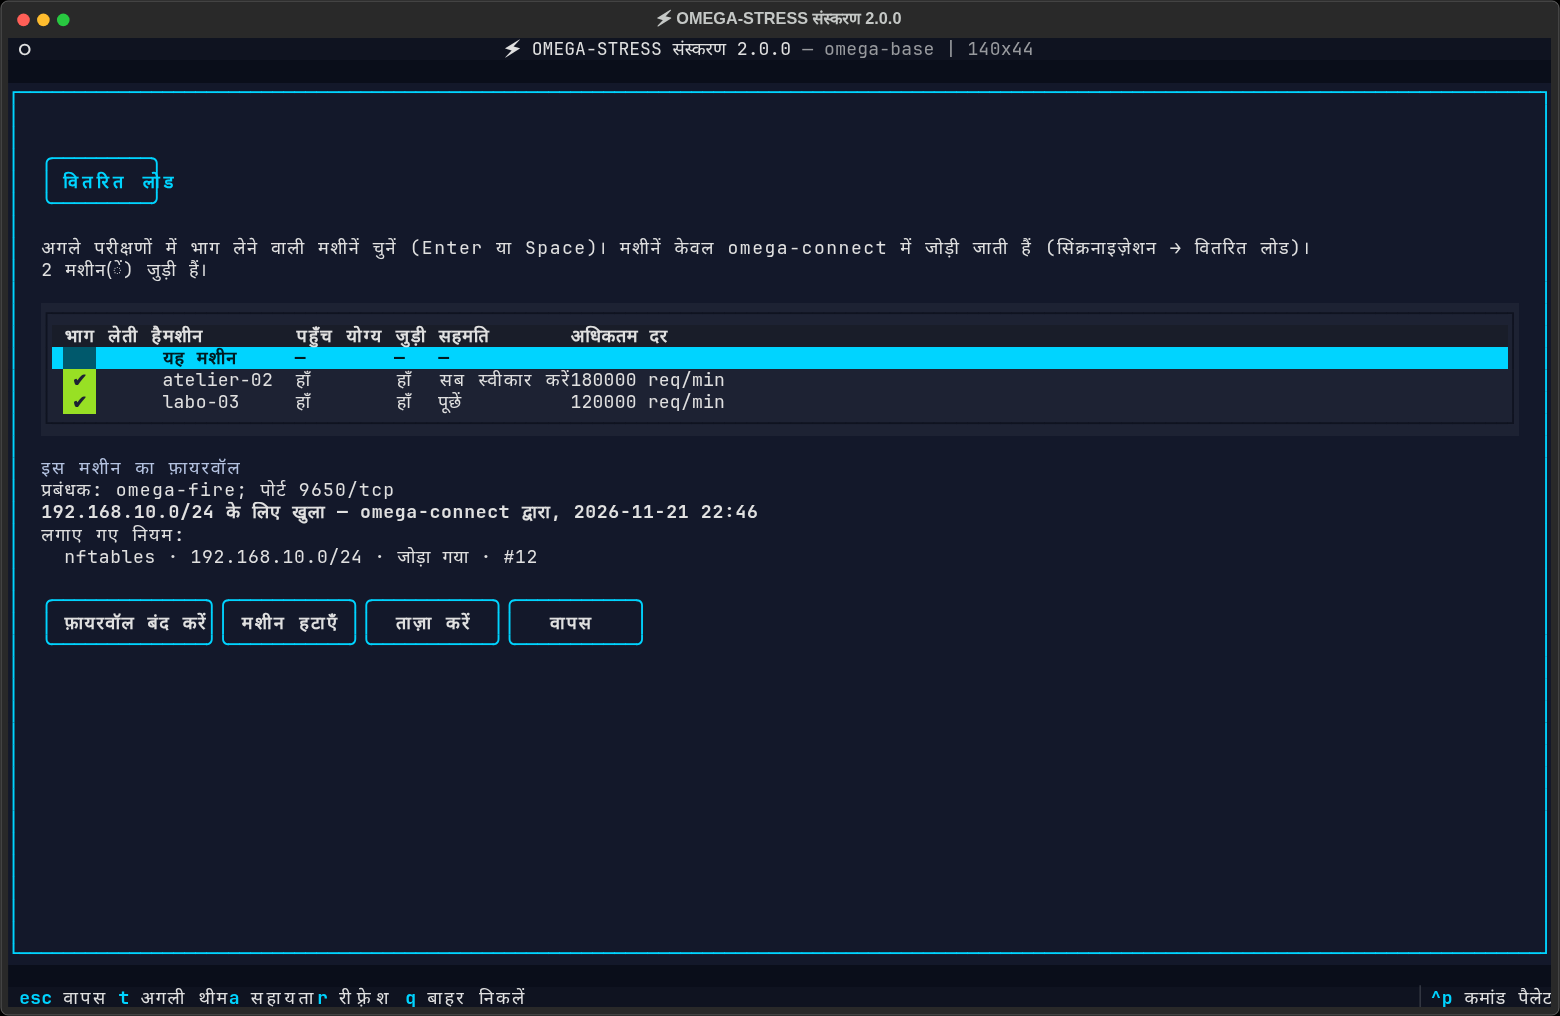 ⚡ OMEGA-STRESS संस्करण 2.0.0
⚡ OMEGA-STRESS संस्करण 2.0.0 — omega-base | 140x44
वितरित लोड
अगले परीक्षणों में भाग लेने वाली मशीनें चुनें (Enter या Space)। मशीनें केवल omega-connect में जोड़ी जाती हैं (सिंक्रनाइज़ेशन → वितरित लोड)।
2 मशीन(ें) जुड़ी हैं।
भाग लेती है मशीन पहुँच योग्य जुड़ी सहमति अधिकतम दर
यह मशीन — — —
✔ atelier-02 हाँ हाँ सब स्वीकार करें 180000 req/min
✔ labo-03 हाँ हाँ पूछें 120000 req/min
इस मशीन का फ़ायरवॉल
प्रबंधक: omega-fire; पोर्ट 9650/tcp
192.168.10.0/24 के लिए खुला — omega-connect द्वारा, 2026-11-21 22:46
लगाए गए नियम:
nftables · 192.168.10.0/24 · जोड़ा गया · #12
फ़ायरवॉल बंद करें मशीन हटाएँ ताज़ा करें वापस
esc वापस t अगली थीम a सहायता r रीफ़्रेश q बाहर निकलें ^p कमांड पैलेट